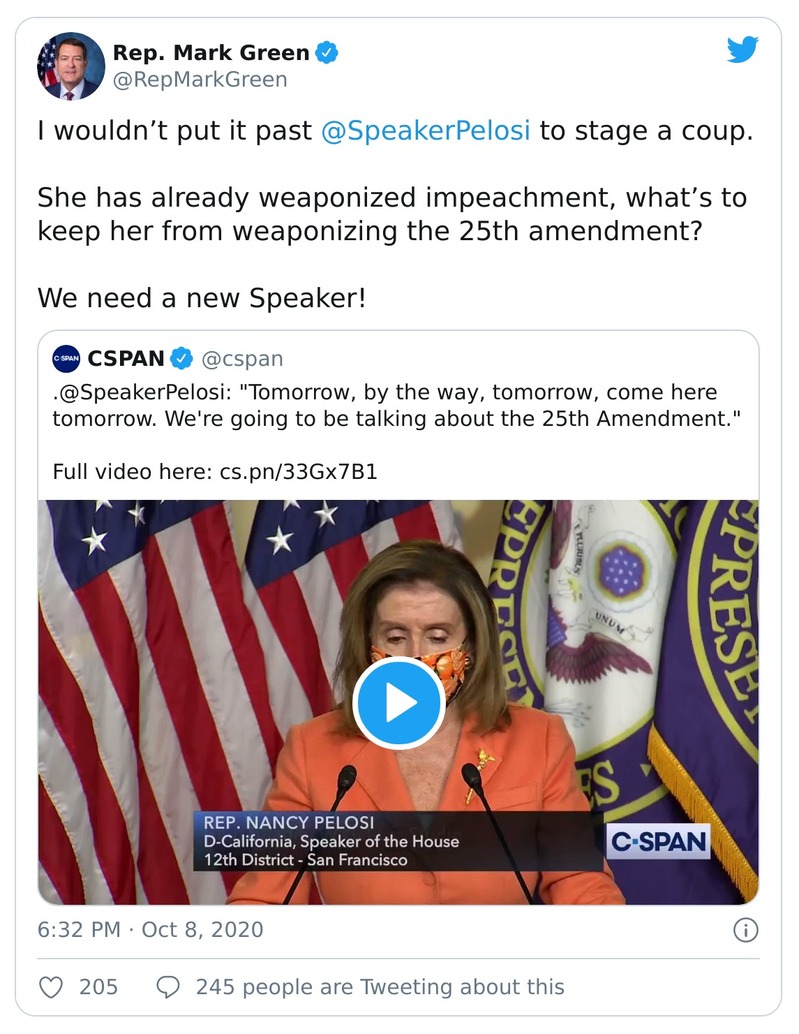 Rep. Mark Green
@RepMarkGreen
I wouldn’t put it past @SpeakerPelosi to stage a coup.
She has already weaponized impeachment, what’s to
keep her from weaponizing the 25th amendment?
We need a new Speaker!
C-SPAN
CSPAN @cspan
.@SpeakerPelosi: "Tomorrow, by the way, tomorrow, come here
tomorrow. We're going to be talking about the 25th Amendment."
Full video here: cs.pn/33Gx7B1
UNUM
REPRESE
REP. NANCY PELOSI
D-California, Speaker of the House
12th District - San Francisco
C-SPAN
6:32 PM · Oct 8, 2020
205
245 people are Tweeting about this